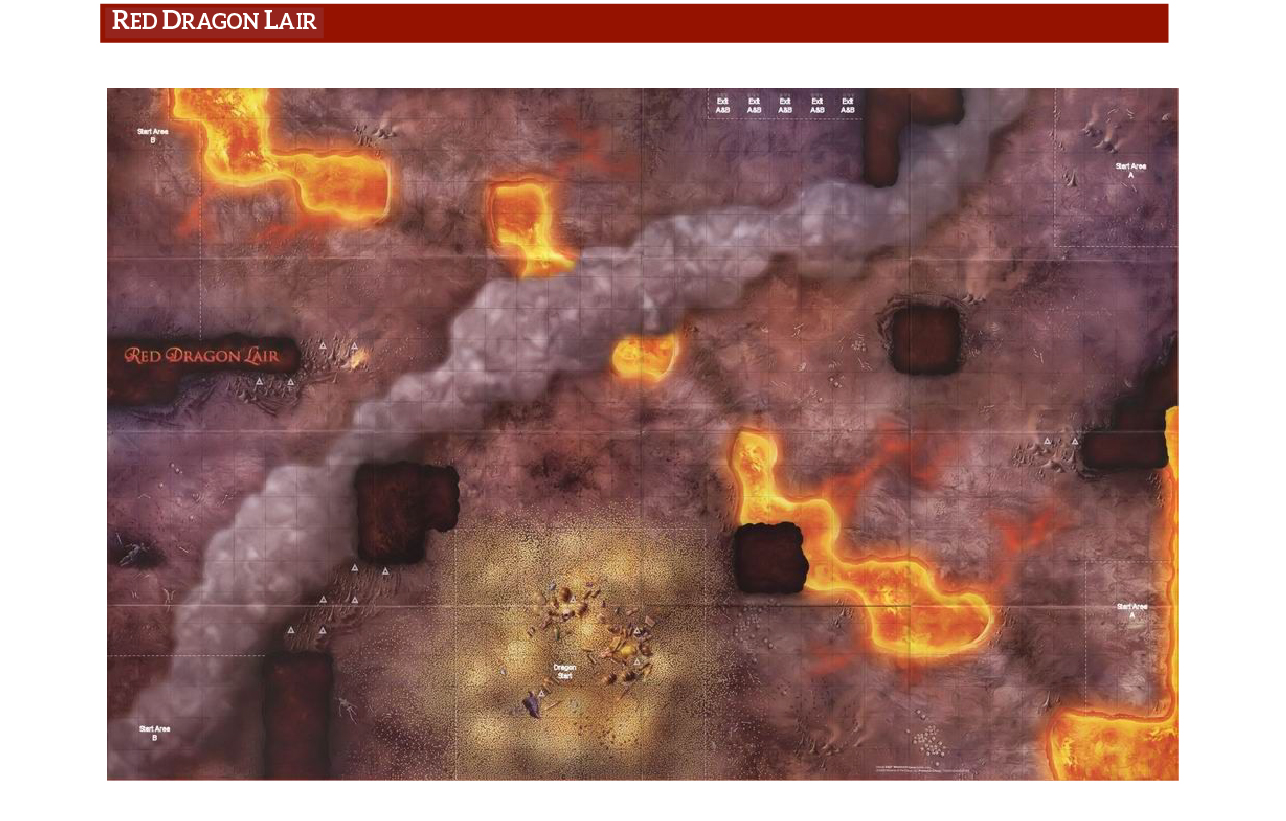 RED DRAGON LAIR
Exit Exit Exit Exit Exit
A&B A&B A&B A&B A&B
Start Area
B
Start Area
A
RED DRAGON LAIR
Start Area
A
Dragon
Start
Start Area
B